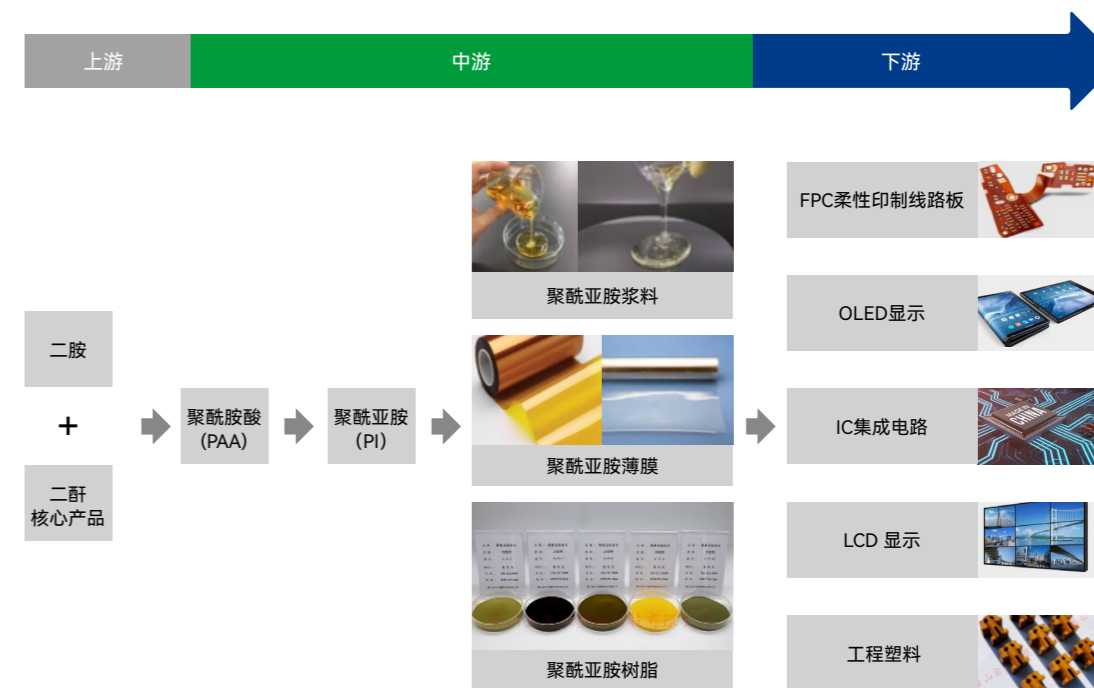 上游
中游
下游
二胺
+
二酐
核心产品
聚酰胺酸
(PAA)
聚酰亚胺
（PI）
聚酰亚胺浆料
聚酰亚胺薄膜
聚酰亚胺树脂
FPC柔性印制线路板
OLED显示
IC集成电路
MADE IN
CHINA
LCD 显示
工程塑料